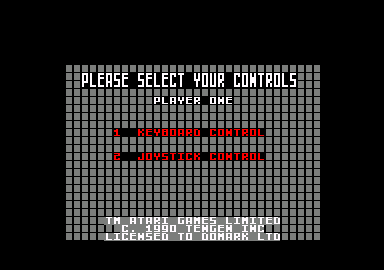 PLEASE SELECT YOUR CONTROLS
PLAYER ONE
1 KEYBOARD CONTROL
2 JOYSTICK CONTROL
TM ATARI GAMES LIMITED
C. 1990 TENGEN INC
LICENSED TO DOMARK LTD